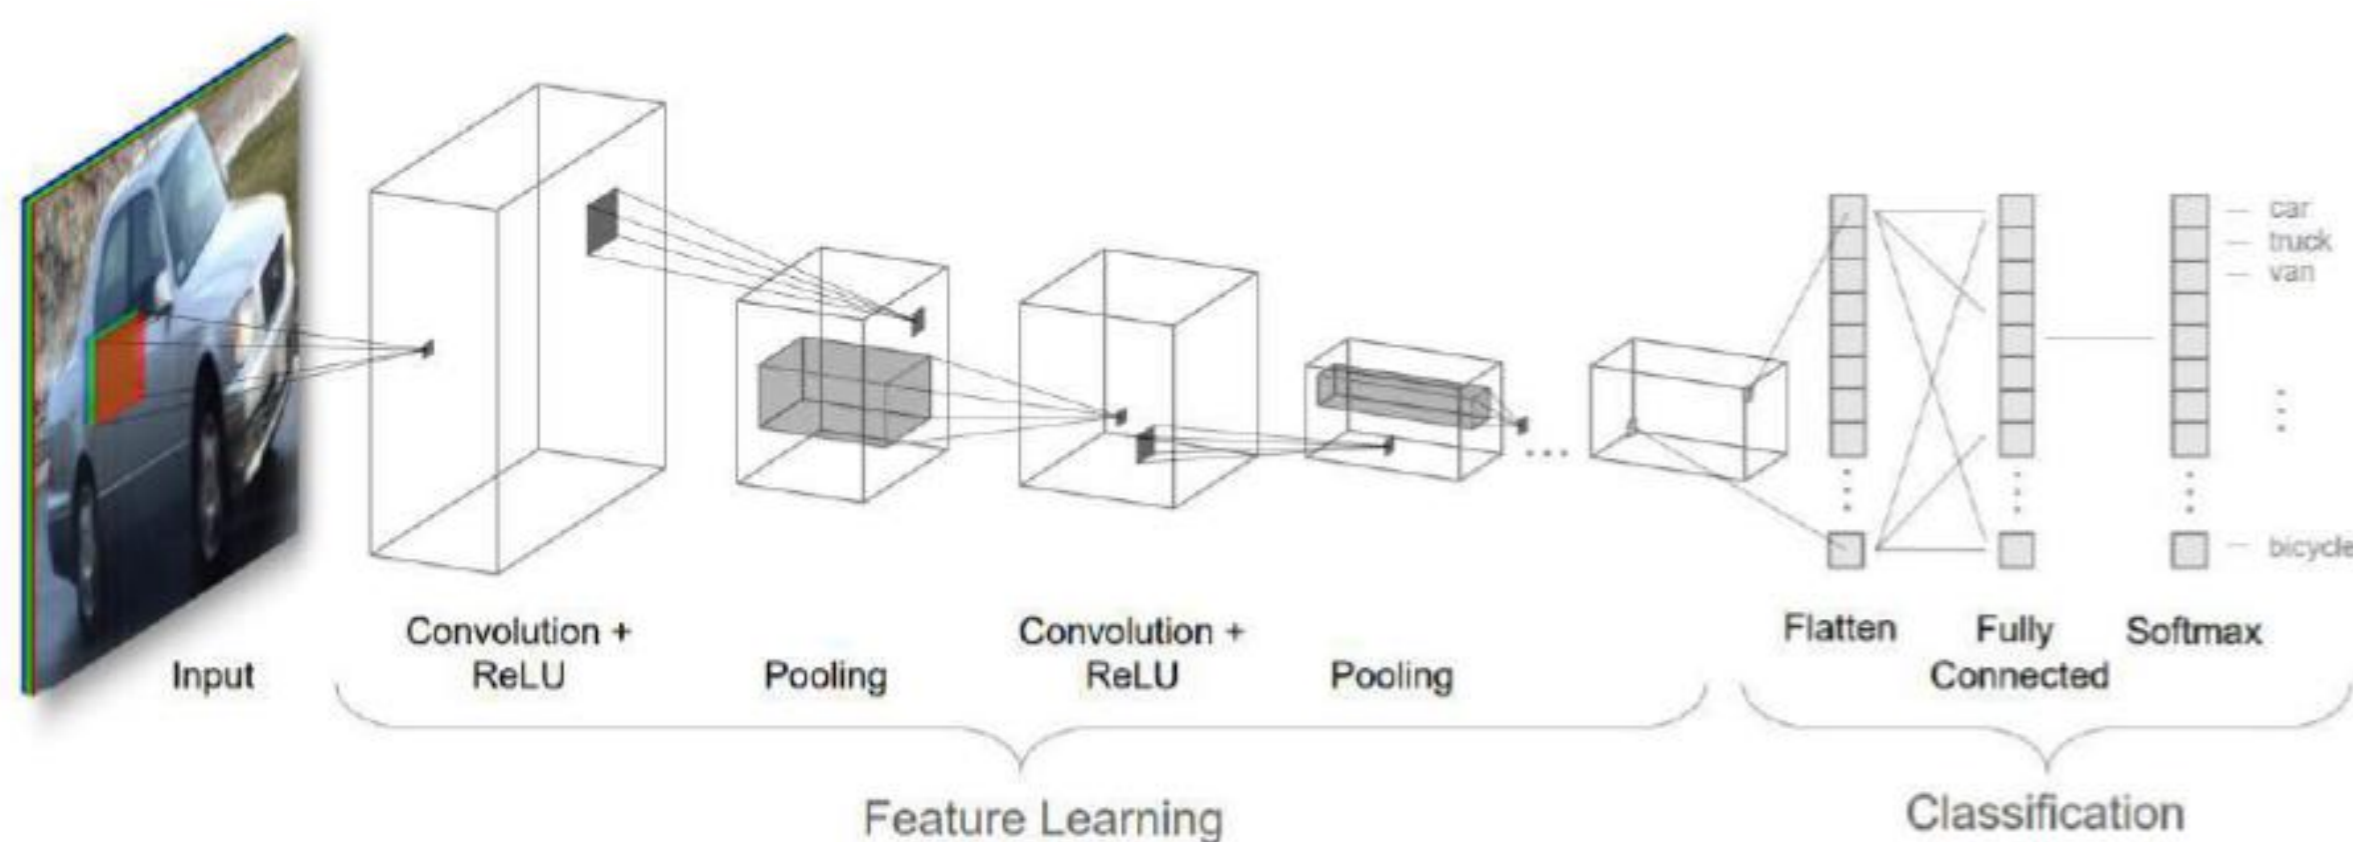 car
truck
van
bicycle
Input
Convolution +
ReLU
Pooling
Convolution +
ReLU
Pooling
Flatten
Fully
Connected
Softmax
Feature Learning
Classification